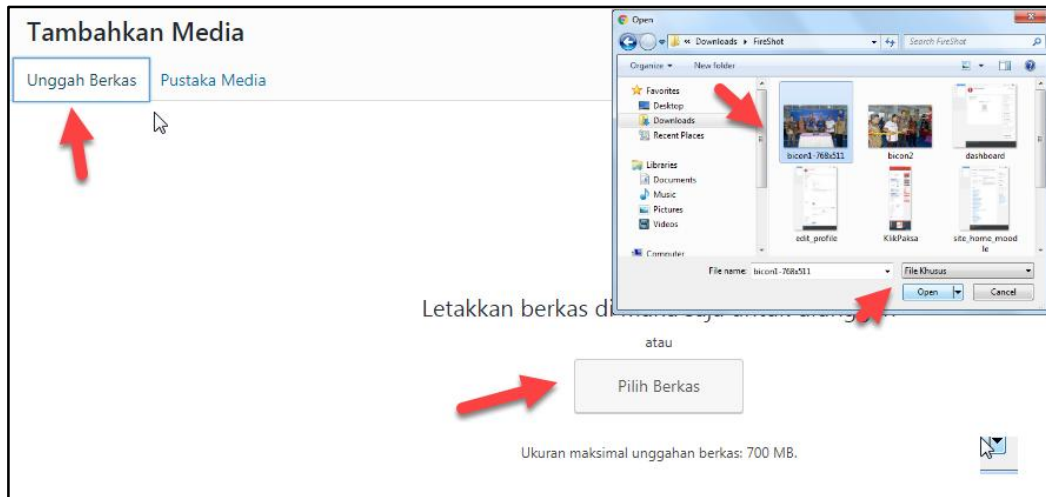 Tambahkan Media
Unggah Berkas Pustaka Media
Open
« Downloads ▸ FireShot
Search FireShot
Organize New folder
Favorites
Desktop
Downloads
Recent Places
Libraries
Documents
Music
Pictures
Videos
Computer
bicon1-768x511 bicon2 dashboard
edit_profile KlikPaksa site_home_mood
le
File name: bicon1-768x511 File Khusus
Open Cancel
Letakkan berkas di
atau
Pilih Berkas
Ukuran maksimal unggahan berkas: 700 MB.